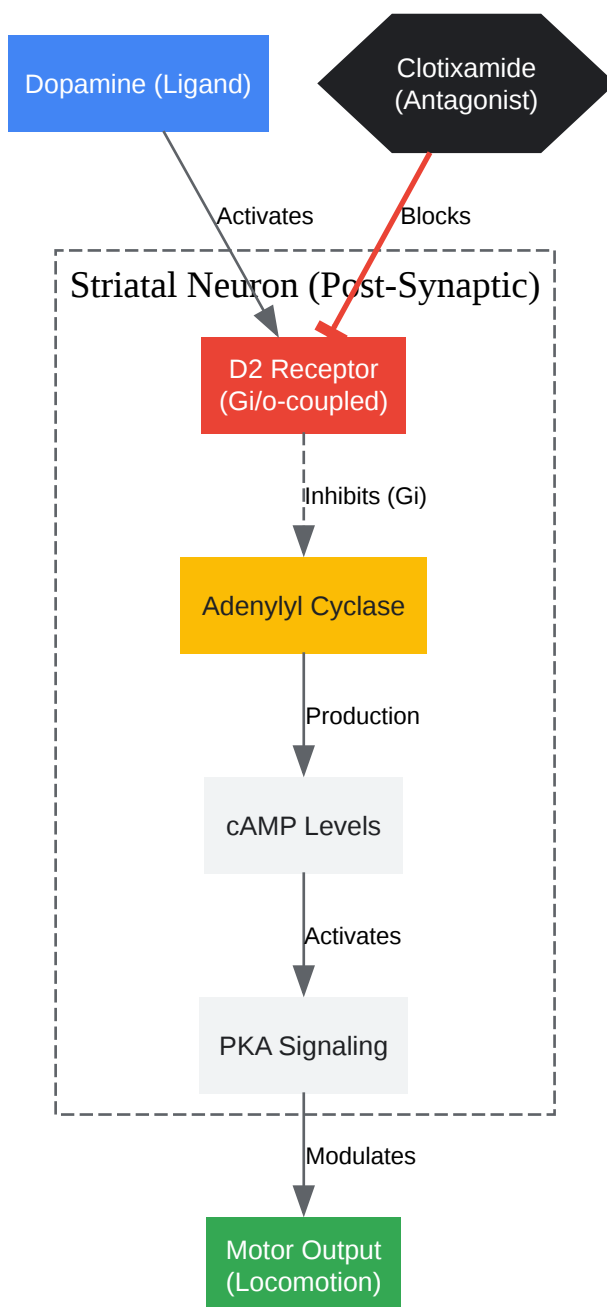 Dopamine (Ligand)
Clotixamide
(Antagonist)
Activates
Blocks
Striatal Neuron (Post-Synaptic)
D2 Receptor
(Gi/o-coupled)
Inhibits (Gi)
Adenylyl Cyclase
Production
cAMP Levels
Activates
PKA Signaling
Modulates
Motor Output
(Locomotion)